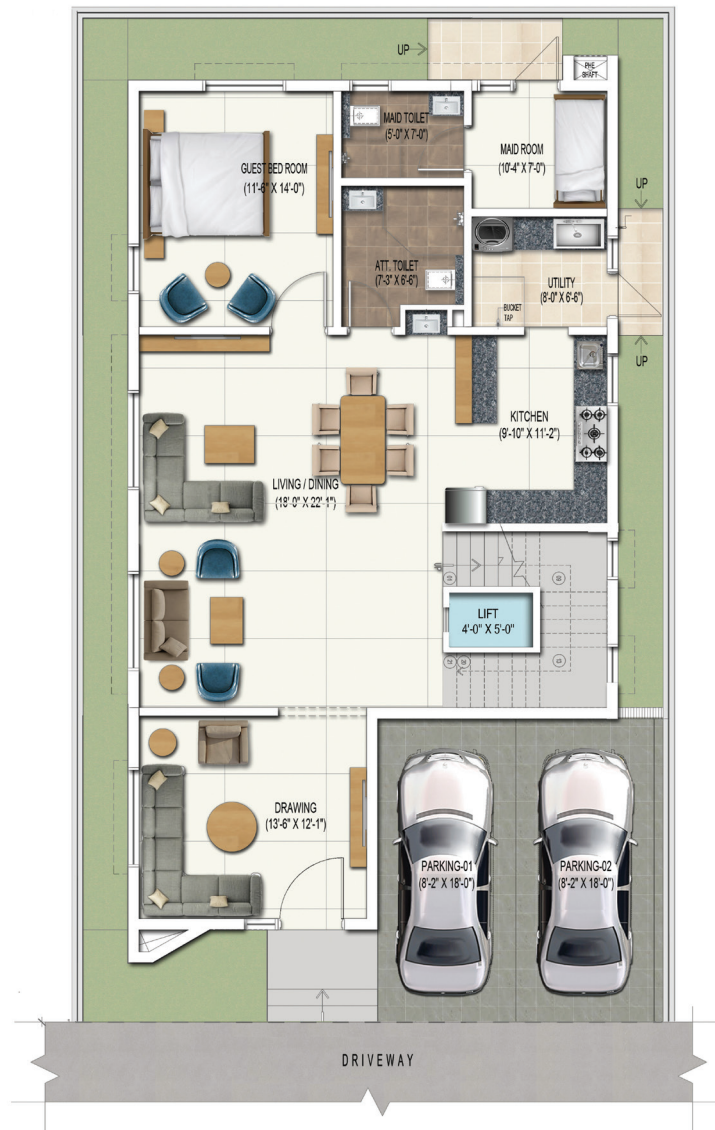 UP
PHE
SHAFT
MAID TOILET
(5'-0" X 7'-0")
MAID ROOM
(10'-4" X 7'-0")
GUEST BED ROOM
(11'-6" X 14'-0")
UP
ATT. TOILET
(7'-3" X 6'-6")
UTILITY
(8'-0" X 6'-6")
BUCKET
TAP
UP
KITCHEN
(9'-10" X 11'-2")
LIVING / DINING
(18'-0" X 22'-1")
LIFT
4'-0" X 5'-0"
DRAWING
(13'-6" X 12'-1")
PARKING-01
(8'-2" X 18'-0")
PARKING-02
(8'-2" X 18'-0")
DRIVEWAY